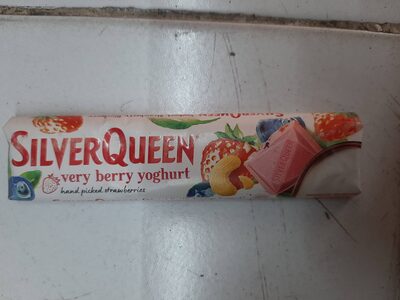 SILVERQUEEN
very berry yoghurt
hand picked strawberries